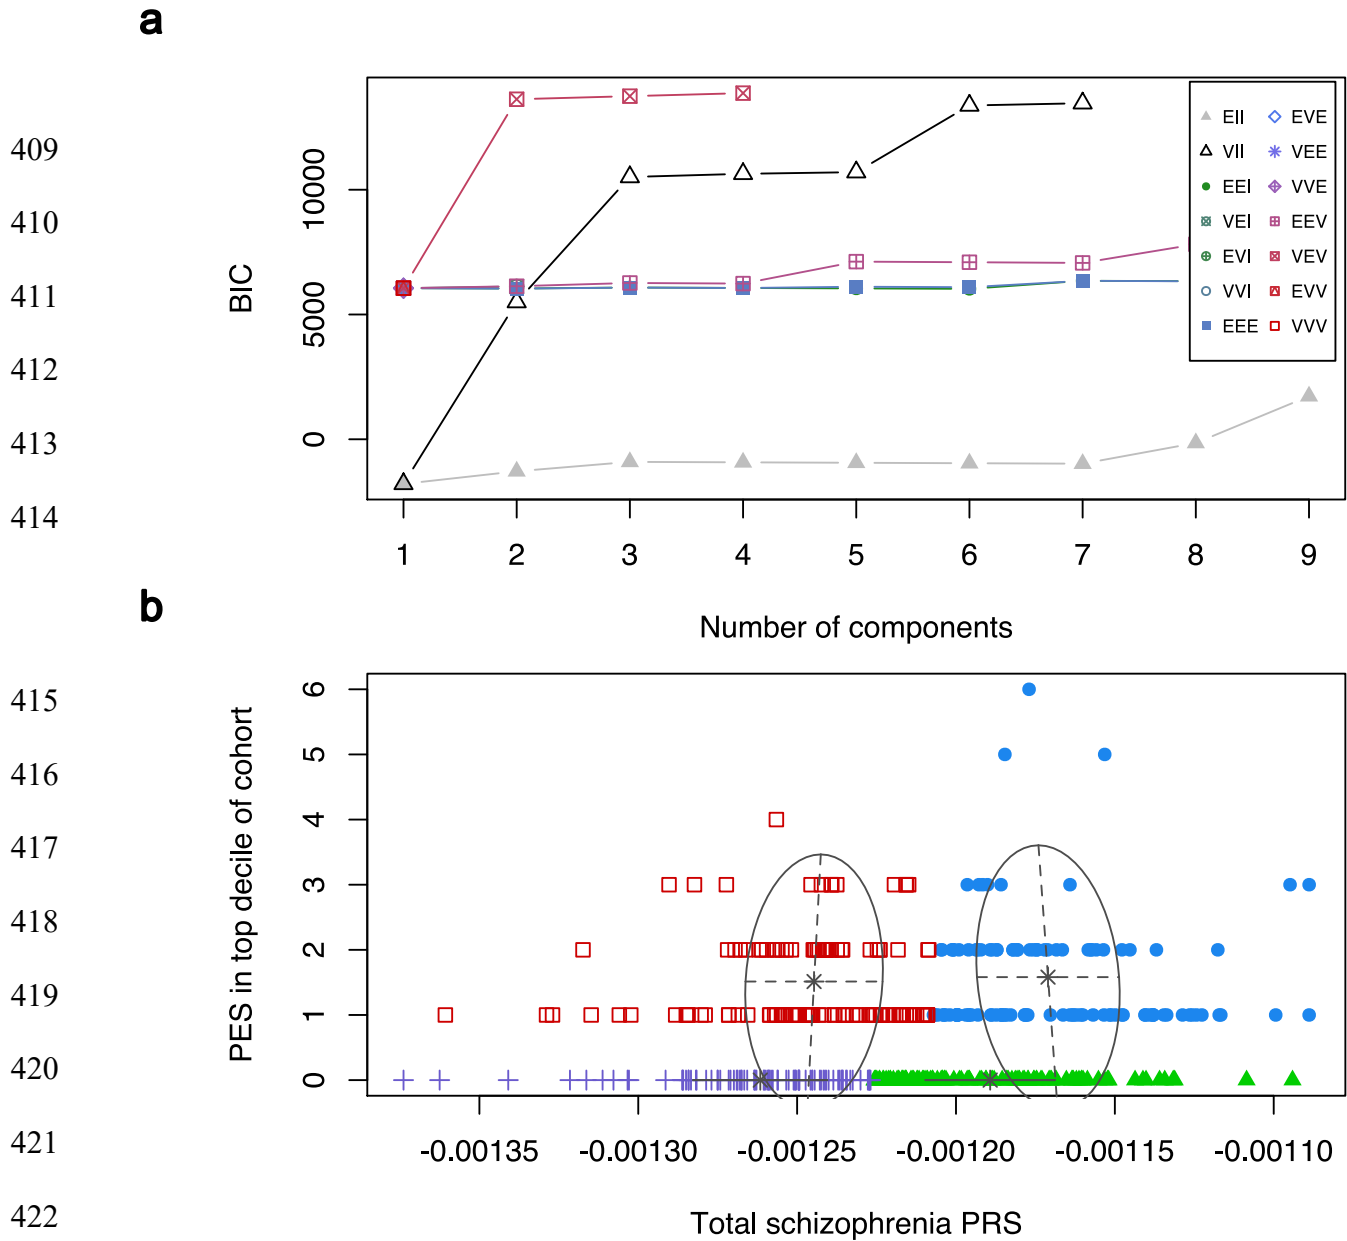 a
409
410
411
412
413
414
BIC
10000
5000
0
EII
VII
EEI
VEI
EVI
VVI
EEE
EVE
VEE
VVE
EEV
VEV
EVV
VVV
1 2 3 4 5 6 7 8 9
Number of components
b
415
416
417
418
419
420
421
422
PES in top decile of cohort
6
5
4
3
2
1
0
-0.00135 -0.00130 -0.00125 -0.00120 -0.00115 -0.00110
Total schizophrenia PRS